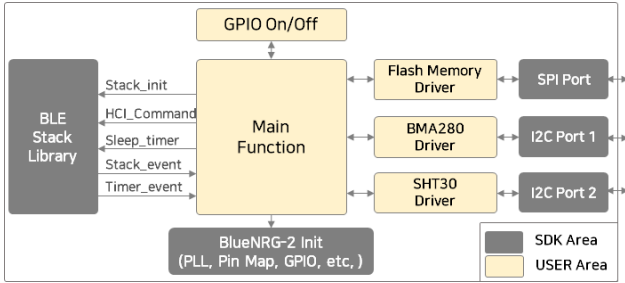 GPIO On/Off
BLE
Stack
Library
Stack_init
HCI_Command
Sleep_timer
Stack_event
Timer_event
Main
Function
Flash Memory
Driver
SPI Port
BMA280
Driver
I2C Port 1
SHT30
Driver
I2C Port 2
BlueNRG-2 Init
(PLL, Pin Map, GPIO, etc, )
SDK Area
USER Area